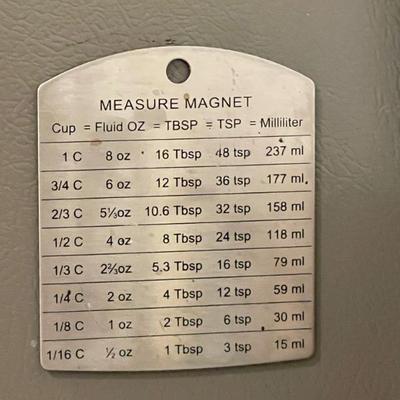 MEASURE MAGNET
Cup = Fluid OZ = TBSP = TSP = Milliliter
1 C 8 oz 16 Tbsp 48 tsp 237 ml
3/4 C 6 oz 12 Tbsp 36 tsp 177 ml
2/3 C 5⅓oz 10.6 Tbsp 32 tsp 158 ml
1/2 C 4 oz 8 Tbsp 24 tsp 118 ml
1/3 C 2⅔oz 5.3 Tbsp 16 tsp 79 ml
1/4 C 2 oz 4 Tbsp 12 tsp 59 ml
1/8 C 1 oz 2 Tbsp 6 tsp 30 ml
1/16 C ½ oz 1 Tbsp 3 tsp 15 ml